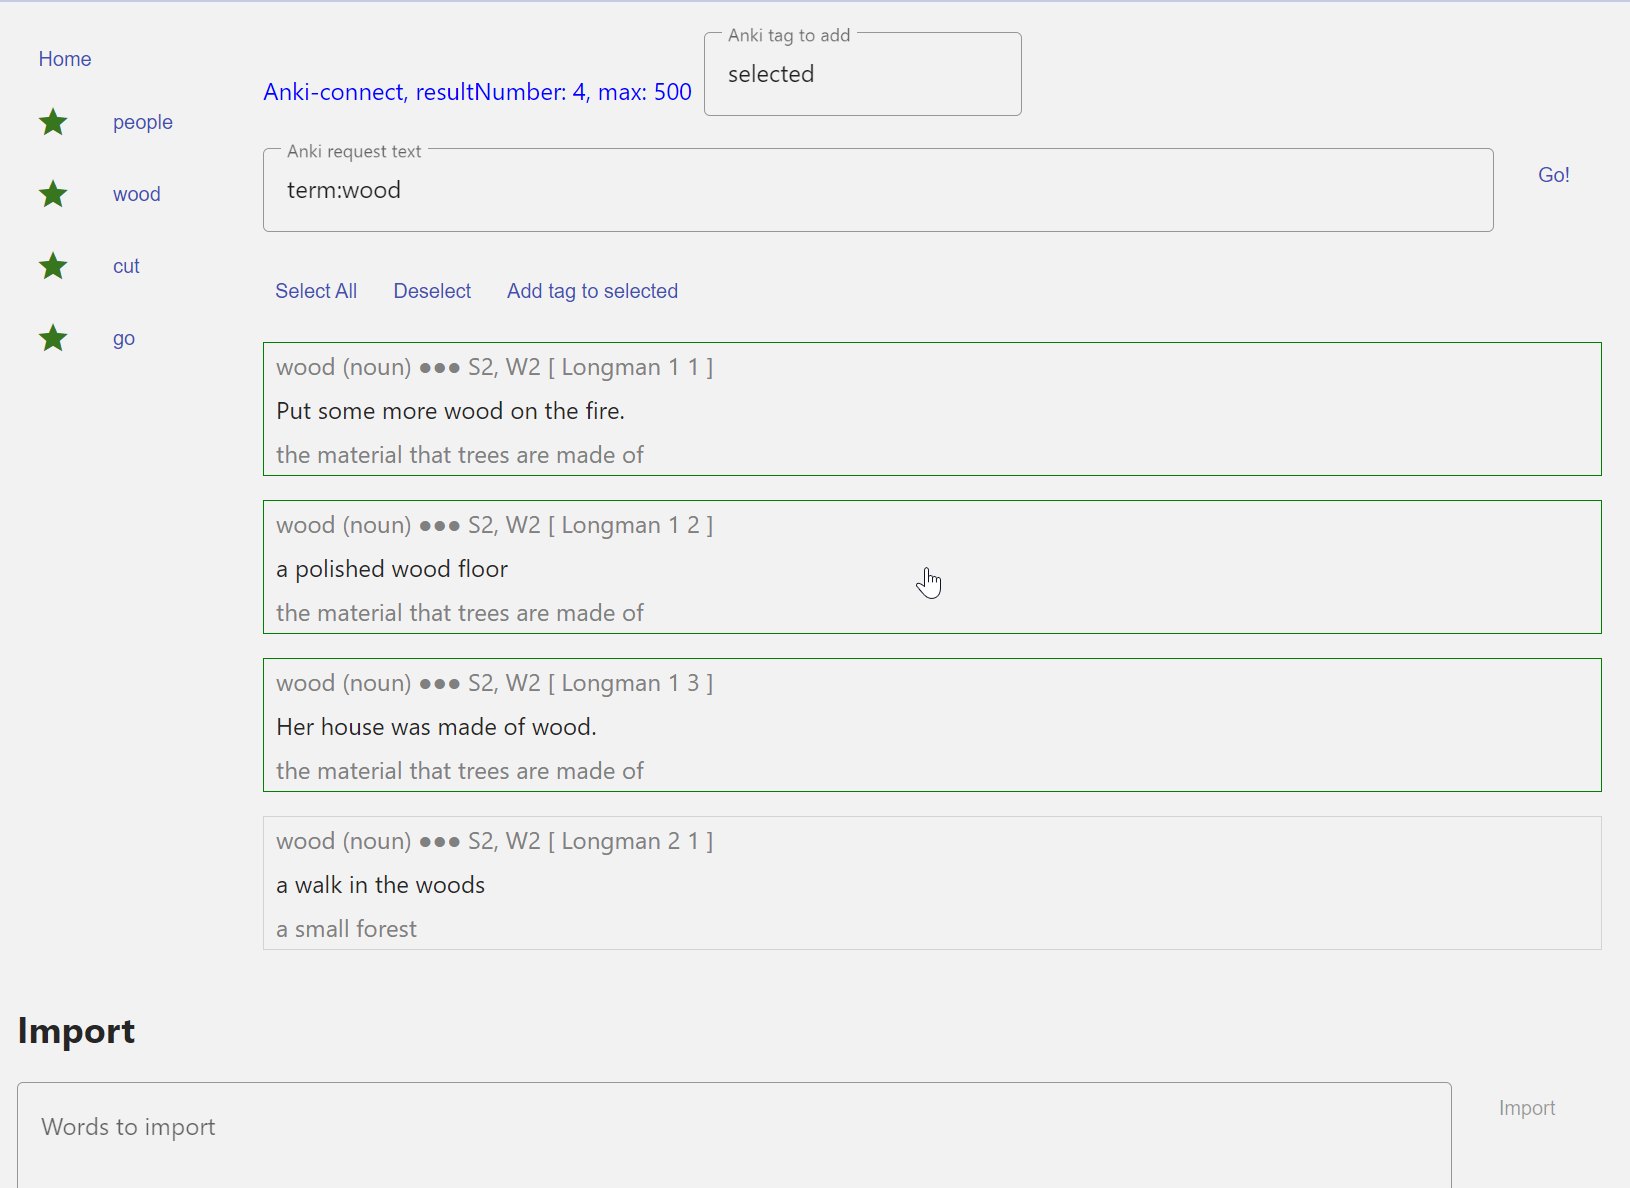 Home
people
wood
cut
go
Anki-connect, resultNumber: 4, max: 500
Anki tag to add
selected
Anki request text
term:wood
Go!
Select All Deselect Add tag to selected
wood (noun) ●●● S2, W2 [ Longman 1 1 ]
Put some more wood on the fire.
the material that trees are made of
wood (noun) ●●● S2, W2 [ Longman 1 2 ]
a polished wood floor
the material that trees are made of
wood (noun) ●●● S2, W2 [ Longman 1 3 ]
Her house was made of wood.
the material that trees are made of
wood (noun) ●●● S2, W2 [ Longman 2 1 ]
a walk in the woods
a small forest
Import
Words to import
Import